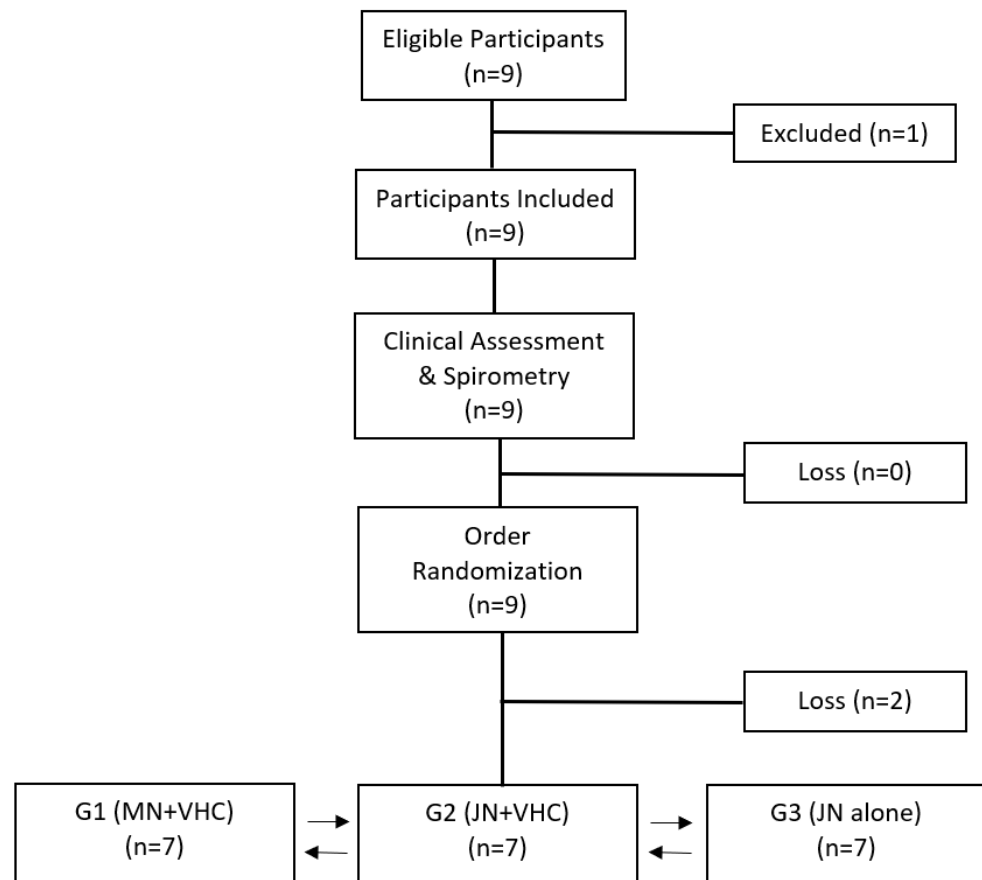 Eligible Participants
(n=9)
Excluded (n=1)
Participants Included
(n=9)
Clinical Assessment
& Spirometry
(n=9)
Loss (n=0)
Order
Randomization
(n=9)
Loss (n=2)
G1 (MN+VHC)
(n=7)
G2 (JN+VHC)
(n=7)
G3 (JN alone)
(n=7)